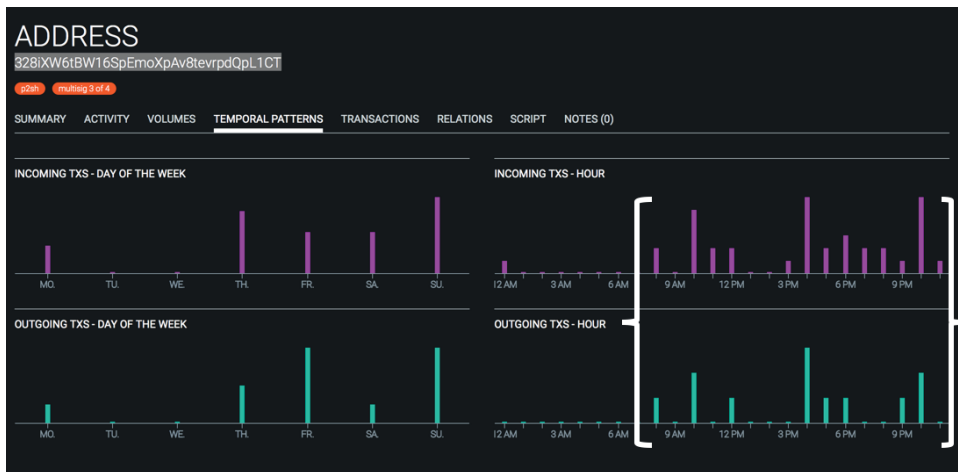 ADDRESS
328iXW6tBW16SpEmoXpAv8tevrpdQpL1CT
p2sh multisig 3 of 4
SUMMARY ACTIVITY VOLUMES TEMPORAL PATTERNS TRANSACTIONS RELATIONS SCRIPT NOTES (0)
INCOMING TXS - DAY OF THE WEEK
MO. TU. WE. TH. FR. SA. SU.
INCOMING TXS - HOUR
12 AM 3 AM 6 AM 9 AM 12 PM 3 PM 6 PM 9 PM
OUTGOING TXS - DAY OF THE WEEK
MO. TU. WE. TH. FR. SA. SU.
OUTGOING TXS - HOUR
12 AM 3 AM 6 AM 9 AM 12 PM 3 PM 6 PM 9 PM